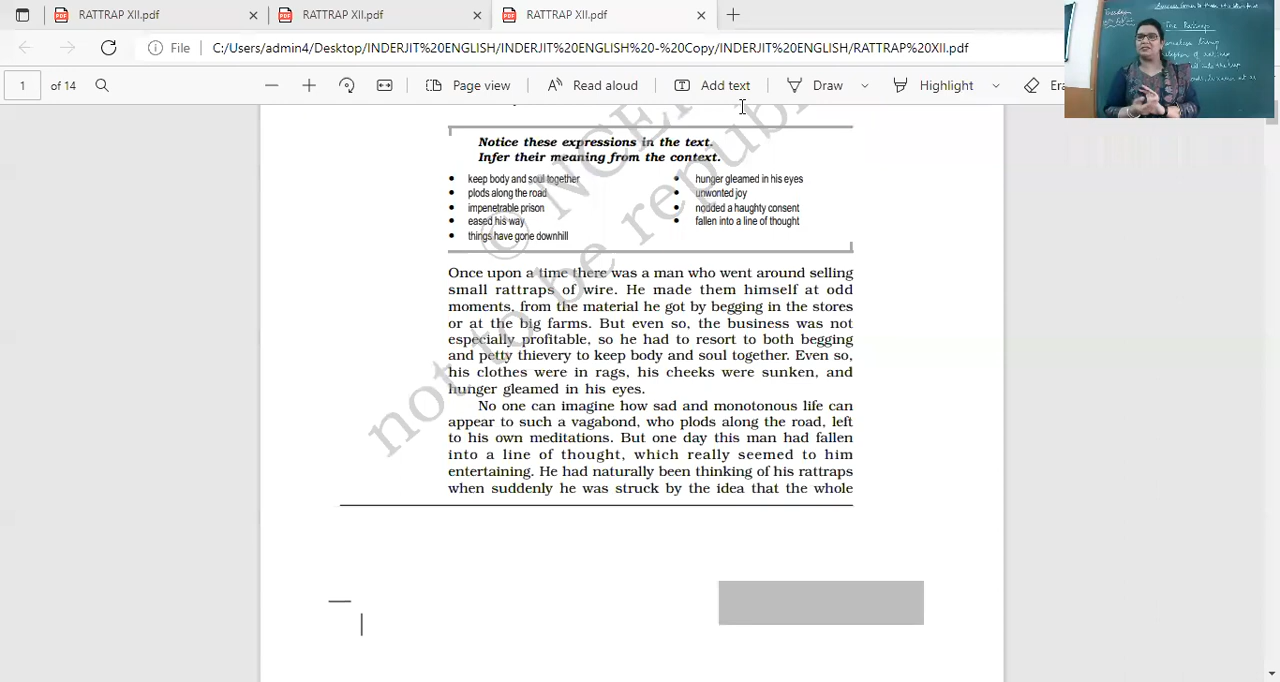 RATTRAP XII.pdf
RATTRAP XII.pdf
RATTRAP XII.pdf
File
C:/Users/admin4/Desktop/INDERJIT%20ENGLISH/INDERJIT%20ENGLISH%20-%20Copy/INDERJIT%20ENGLISH/RATTRAP%20XII.pdf
1 of 14
Page view
Read aloud
Add text
Draw
Highlight
Era
The Rattrap
Notice these expressions in the text.
Infer their meaning from the context.
keep body and soul together
plods along the road
impenetrable prison
eased his way
things have gone downhill
hunger gleamed in his eyes
unwonted joy
nodded a haughty consent
fallen into a line of thought
Once upon a time there was a man who went around selling
small rattraps of wire. He made them himself at odd
moments, from the material he got by begging in the stores
or at the big farms. But even so, the business was not
especially profitable, so he had to resort to both begging
and petty thievery to keep body and soul together. Even so,
his clothes were in rags, his cheeks were sunken, and
hunger gleamed in his eyes.
No one can imagine how sad and monotonous life can
appear to such a vagabond, who plods along the road, left
to his own meditations. But one day this man had fallen
into a line of thought, which really seemed to him
entertaining. He had naturally been thinking of his rattraps
when suddenly he was struck by the idea that the whole
© NCE
not to be republ